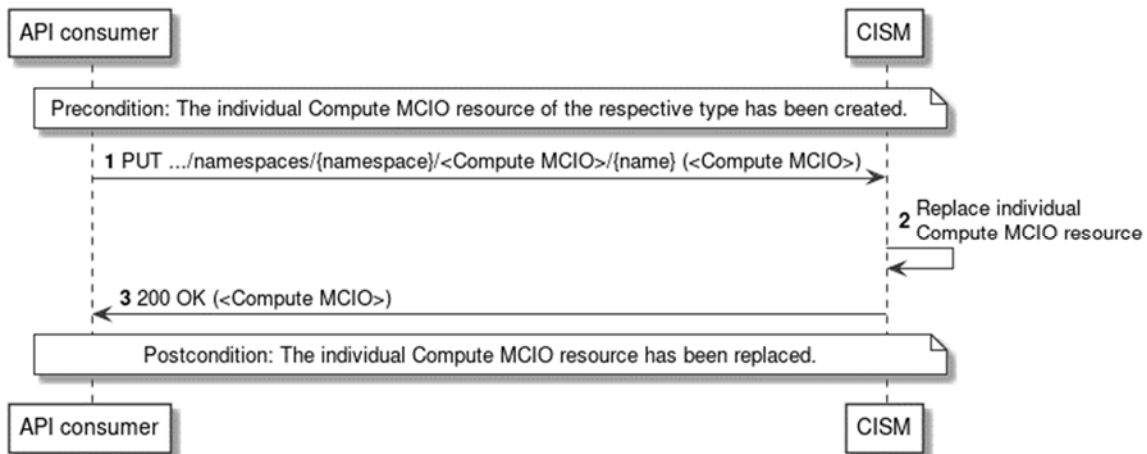 API consumer
CISM
Precondition: The individual Compute MCIO resource of the respective type has been created.
1 PUT .../namespaces/{namespace}/<Compute MCIO>/{name} (<Compute MCIO>)
2 Replace individual
Compute MCIO resource
3 200 OK (<Compute MCIO>)
Postcondition: The individual Compute MCIO resource has been replaced.
API consumer
CISM